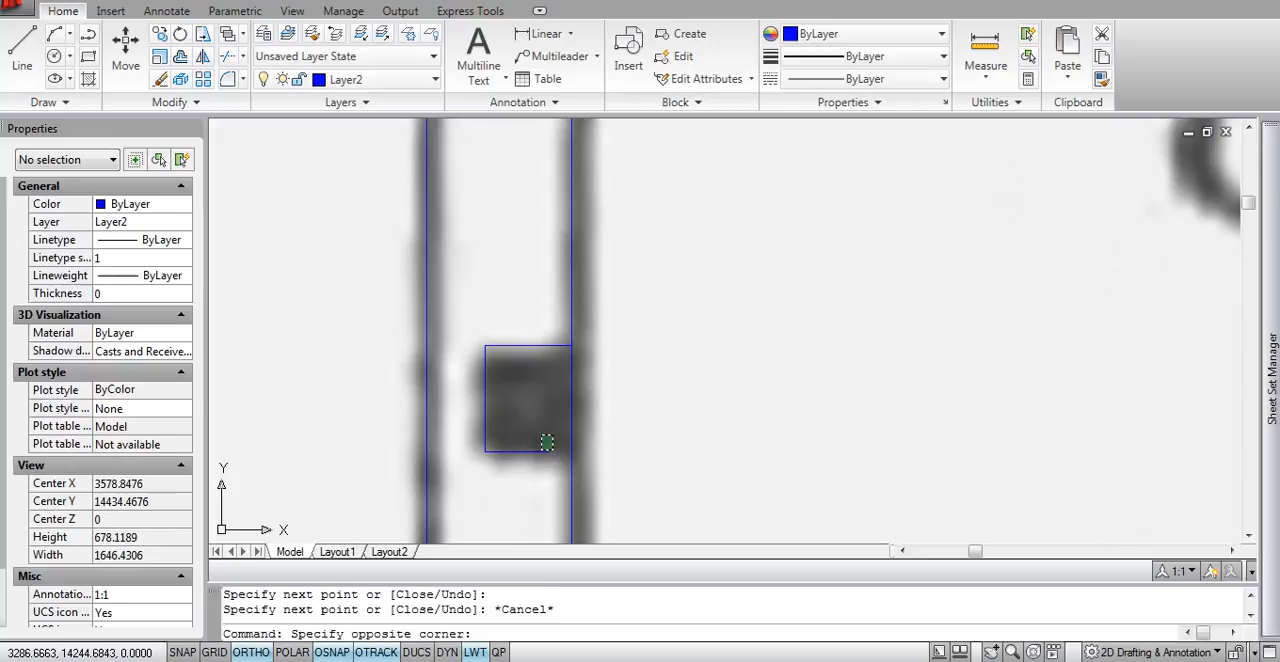 Home Insert Annotate Parametric View Manage Output Express Tools
Line Move Unsaved Layer State Layer2 Multiline Text Linear Multileader Table Insert Create Edit Edit Attributes ByLayer ByLayer ByLayer Measure Paste
Draw Modify Layers Annotation Block Properties Utilities Clipboard
Properties
No selection
General
Color ByLayer
Layer Layer2
Linetype ByLayer
Linetype s... 1
Lineweight ByLayer
Thickness 0
3D Visualization
Material ByLayer
Shadow d... Casts and Receive...
Plot style
Plot style ByColor
Plot style ... None
Plot table ... Model
Plot table ... Not available
View
Center X 3578.8476
Center Y 14434.4676
Center Z 0
Height 678.1189
Width 1646.4306
Misc
Annotatio... 1:1
UCS icon ... Yes
Y
X
Sheet Set Manager
Model Layout1 Layout2
1:1
Specify next point or [Close/Undo]:
Specify next point or [Close/Undo]: *Cancel*
Command: Specify opposite corner:
3286.6663, 14244.6843, 0.0000 SNAP GRID ORTHO POLAR OSNAP OTRACK DUCS DYN LWT QP 2D Drafting & Annotation